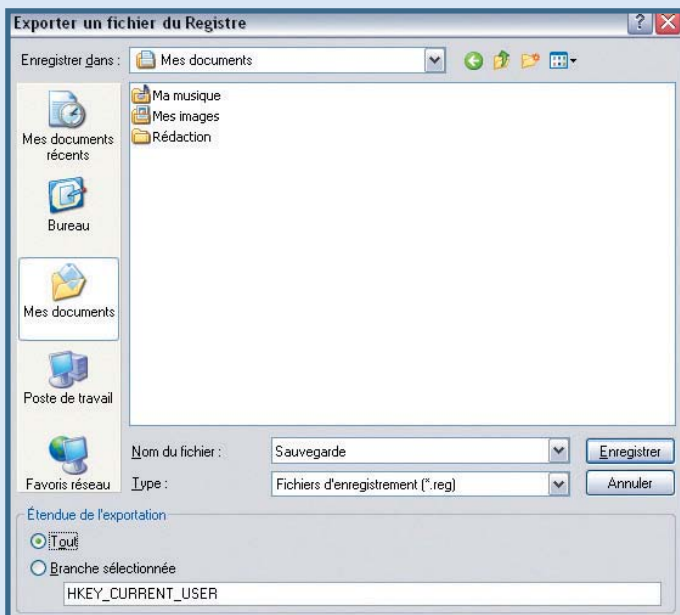 Exporter un fichier du Registre
Enregistrer dans :
Mes documents
Mes documents récents
Bureau
Mes documents
Poste de travail
Favoris réseau
Ma musique
Mes images
Rédaction
Nom du fichier :
Sauvegarde
Enregistrer
Type :
Fichiers d'enregistrement (*.reg)
Annuler
Étendue de l'exportation
Tout
Branche sélectionnée
HKEY_CURRENT_USER